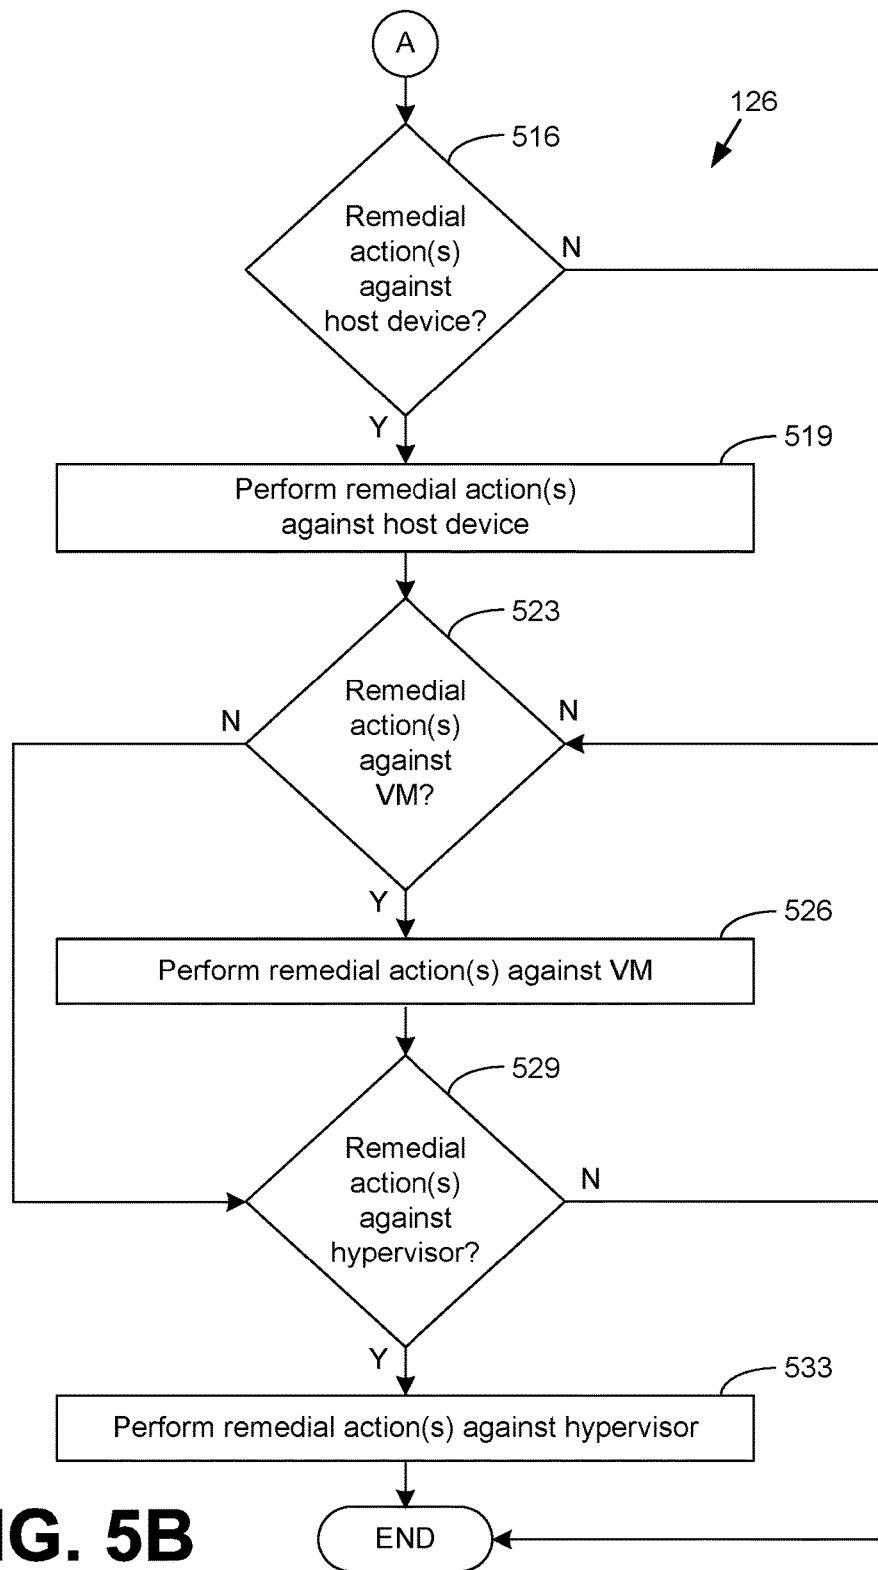 A
126
516
Remedial
action(s)
against
host device?
N
Y
519
Perform remedial action(s)
against host device
523
Remedial
action(s)
against
VM?
N
N
Y
526
Perform remedial action(s) against VM
529
Remedial
action(s)
against
hypervisor?
N
Y
533
Perform remedial action(s) against hypervisor
END
IG. 5B